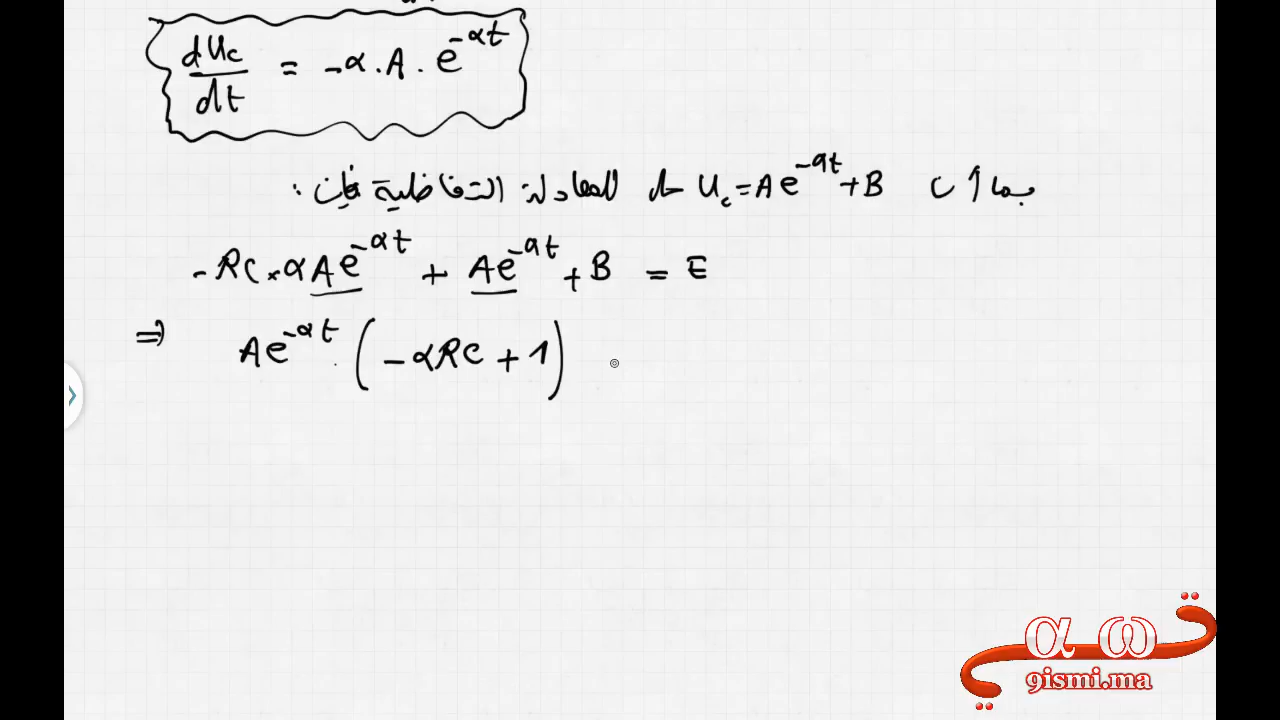 dUc/dt = -α . A . e^-αt
بما أن Uc = Ae^-αt + B حل للمعادلة التفاضلية فإن :
-RC × αAe^-αt + Ae^-αt + B = E
⇒ Ae^-αt . ( -αRC + 1 )
α ω
9ismi.ma